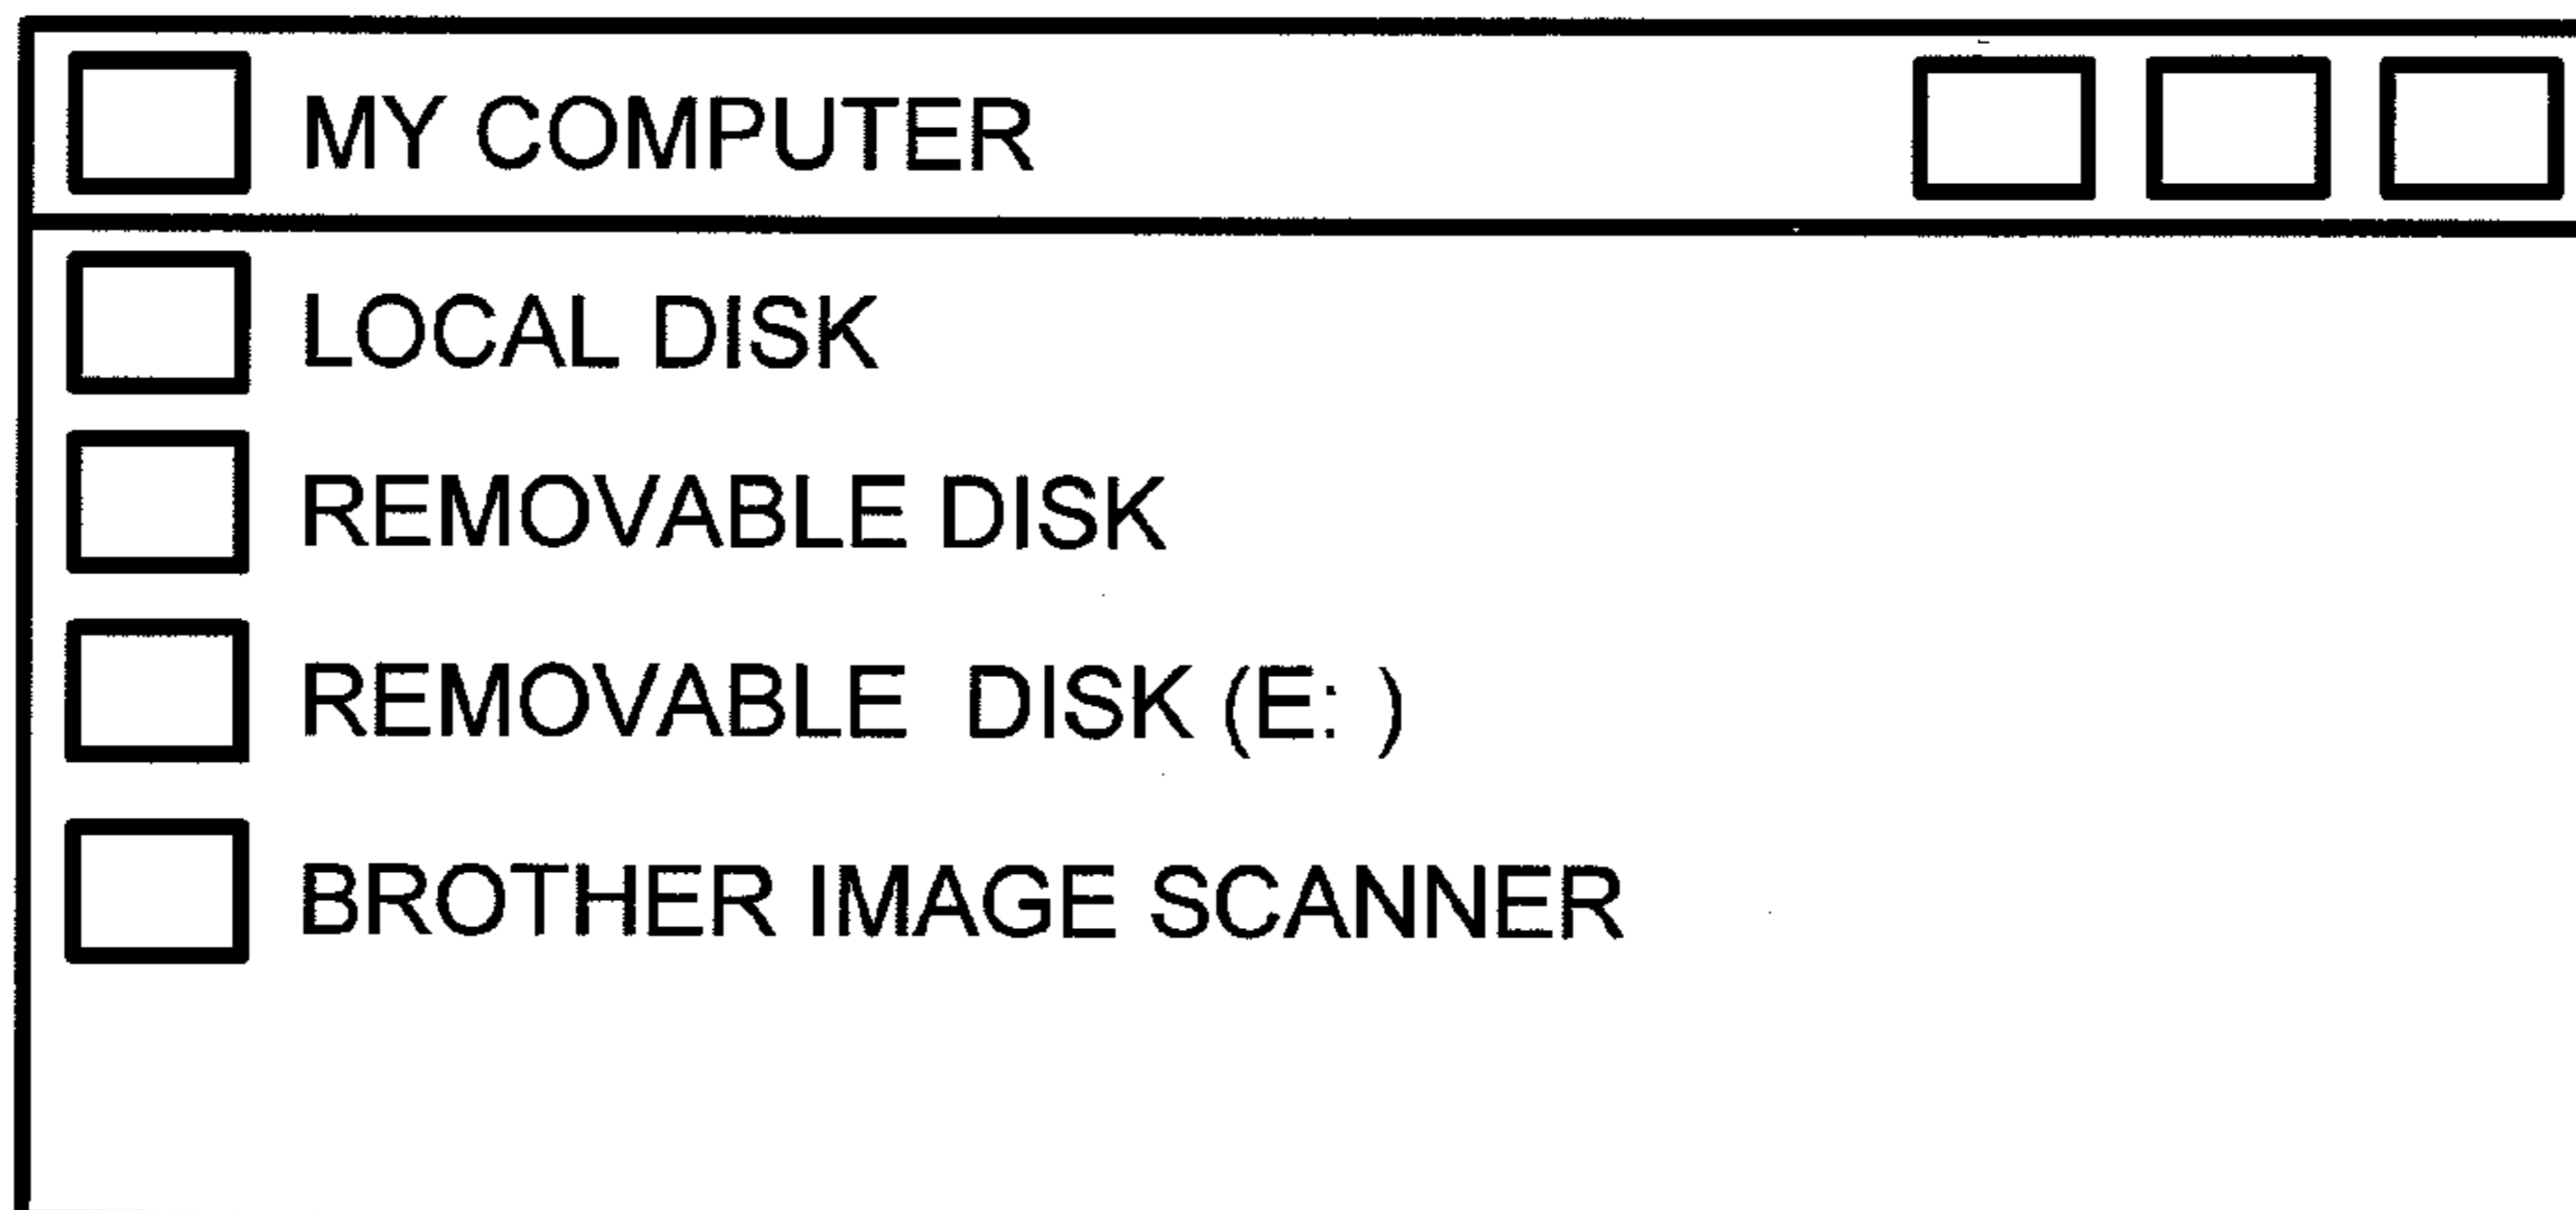 MY COMPUTER
LOCAL DISK
REMOVABLE DISK
REMOVABLE DISK (E: )
BROTHER IMAGE SCANNER